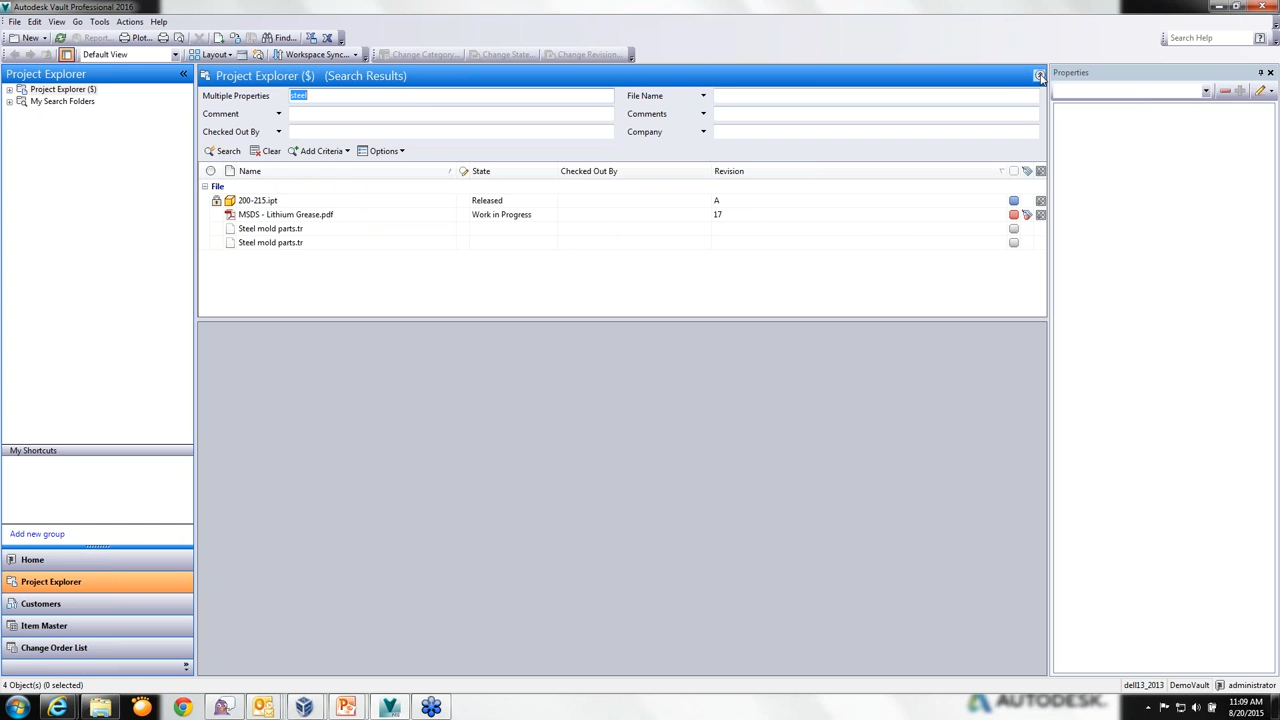 Autodesk Vault Professional 2016
File Edit View Go Tools Actions Help
New Report... Plot... Find...
Search Help
Default View Layout Workspace Sync... Change Category... Change State... Change Revision...
Project Explorer «
Project Explorer ($)
My Search Folders
My Shortcuts
Add new group
Home
Project Explorer
Customers
Item Master
Change Order List
»
Project Explorer ($) (Search Results)
Multiple Properties steel File Name
Comment Comments
Checked Out By Company
Search Clear Add Criteria Options
Name State Checked Out By Revision
File
200-215.ipt Released A
MSDS - Lithium Grease.pdf Work in Progress 17
Steel mold parts.tr
Steel mold parts.tr
Properties
4 Object(s) (0 selected) dell13_2013 DemoVault administrator
AUTODESK.
11:09 AM
8/20/2015